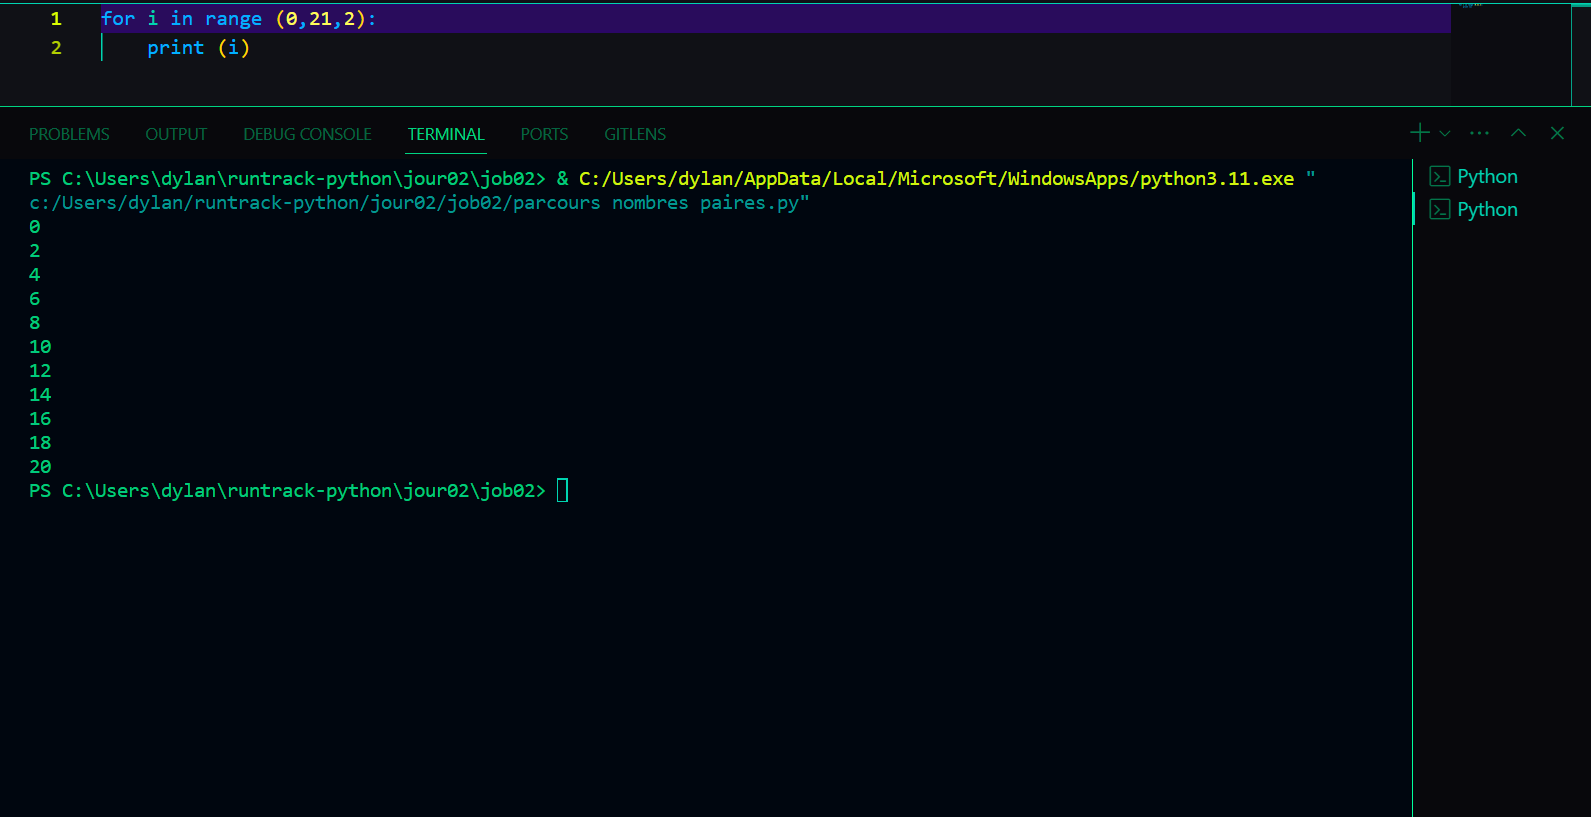 1 for i in range (0,21,2):
2 print (i)
PROBLEMS OUTPUT DEBUG CONSOLE TERMINAL PORTS GITLENS
PS C:\Users\dylan\runtrack-python\jour02\job02> & C:/Users/dylan/AppData/Local/Microsoft/WindowsApps/python3.11.exe "
c:/Users/dylan/runtrack-python/jour02/job02/parcours nombres paires.py"
0
2
4
6
8
10
12
14
16
18
20
PS C:\Users\dylan\runtrack-python\jour02\job02>
Python
Python